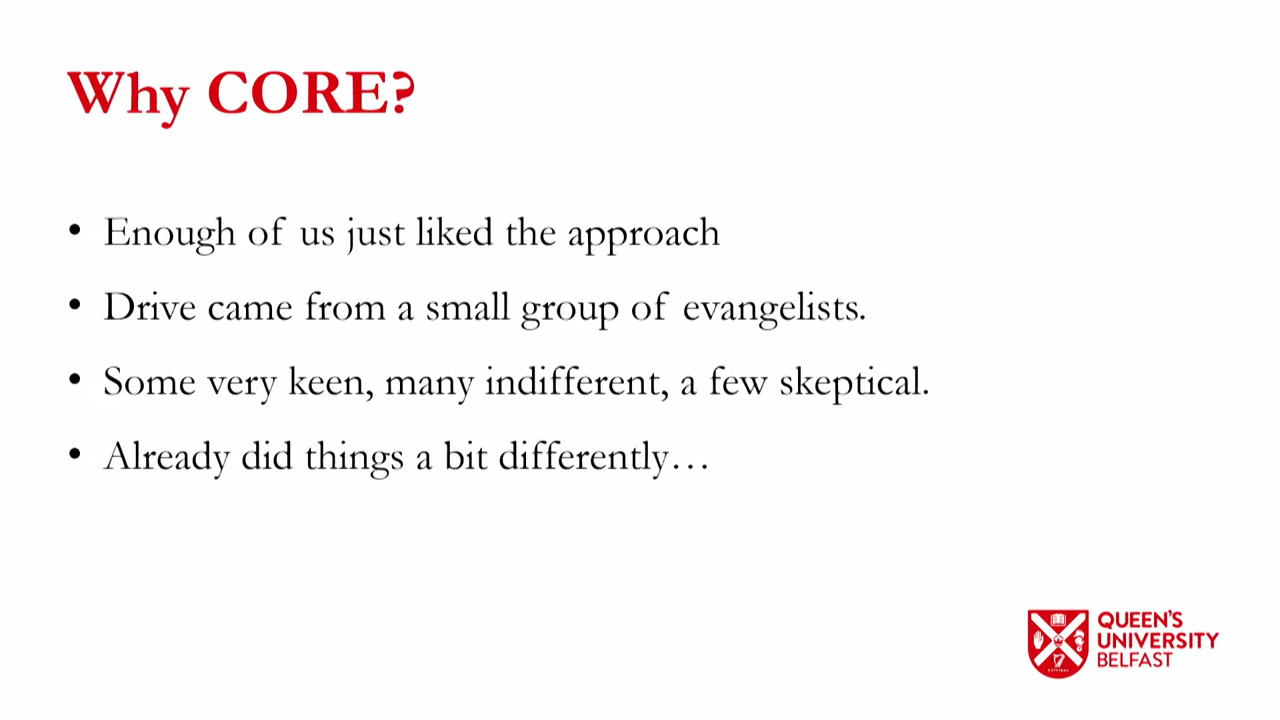 Why CORE?
• Enough of us just liked the approach
• Drive came from a small group of evangelists.
• Some very keen, many indifferent, a few skeptical.
• Already did things a bit differently…
QUEEN'S
UNIVERSITY
BELFAST